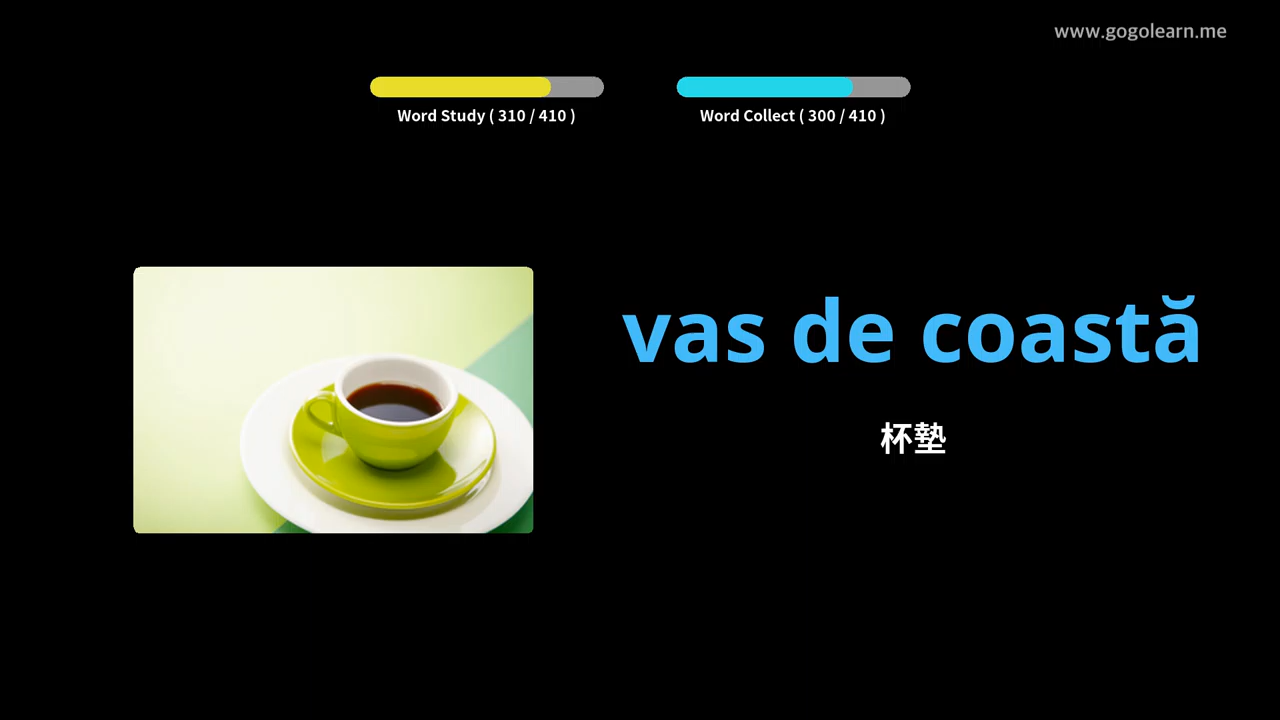 www.gogolearn.me
Word Study ( 310 / 410 )
Word Collect ( 300 / 410 )
vas de coastă
杯墊